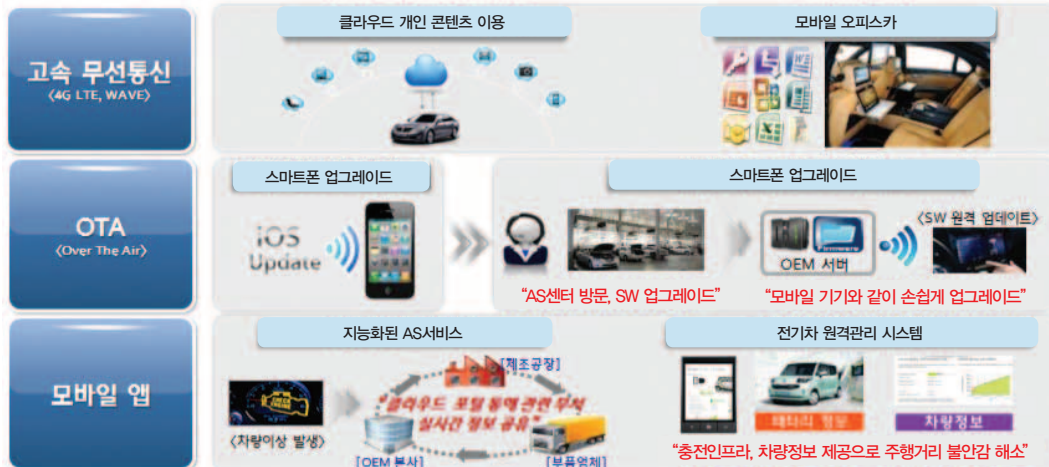 고속 무선통신
<4G LTE, WAVE>
클라우드 개인 콘텐츠 이용
모바일 오피스카
OTA
<Over The Air>
스마트폰 업그레이드
iOS
Update
스마트폰 업그레이드
OEM 서버
<SW 원격 업데이트>
“AS센터 방문, SW 업그레이드”
“모바일 기기와 같이 손쉽게 업그레이드”
모바일 앱
지능화된 AS서비스
CHECK
ENGINE
<차량이상 발생>
[제조공장]
“클라우드 포털 통해 관련 부서
실시간 정보 공유”
[OEM 본사]
[부품업체]
전기차 원격관리 시스템
배터리 정보
차량정보
“충전인프라, 차량정보 제공으로 주행거리 불안감 해소”